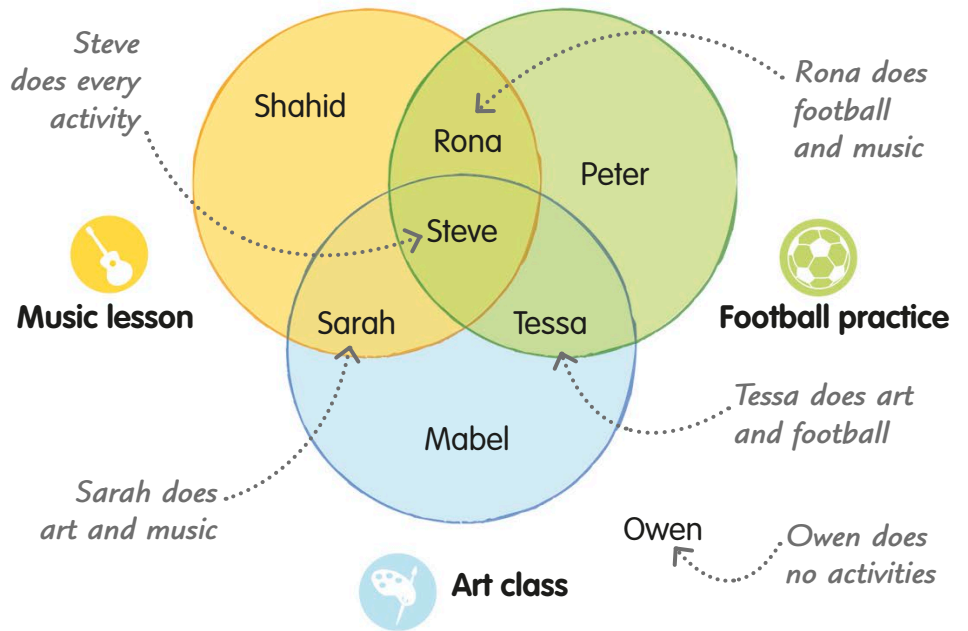 Steve
does every
activity
Shahid
Rona
Peter
Rona does
football
and music
Steve
Music lesson
Sarah
Tessa
Football practice
Mabel
Tessa does art
and football
Sarah does
art and music
Owen
Owen does
no activities
Art class